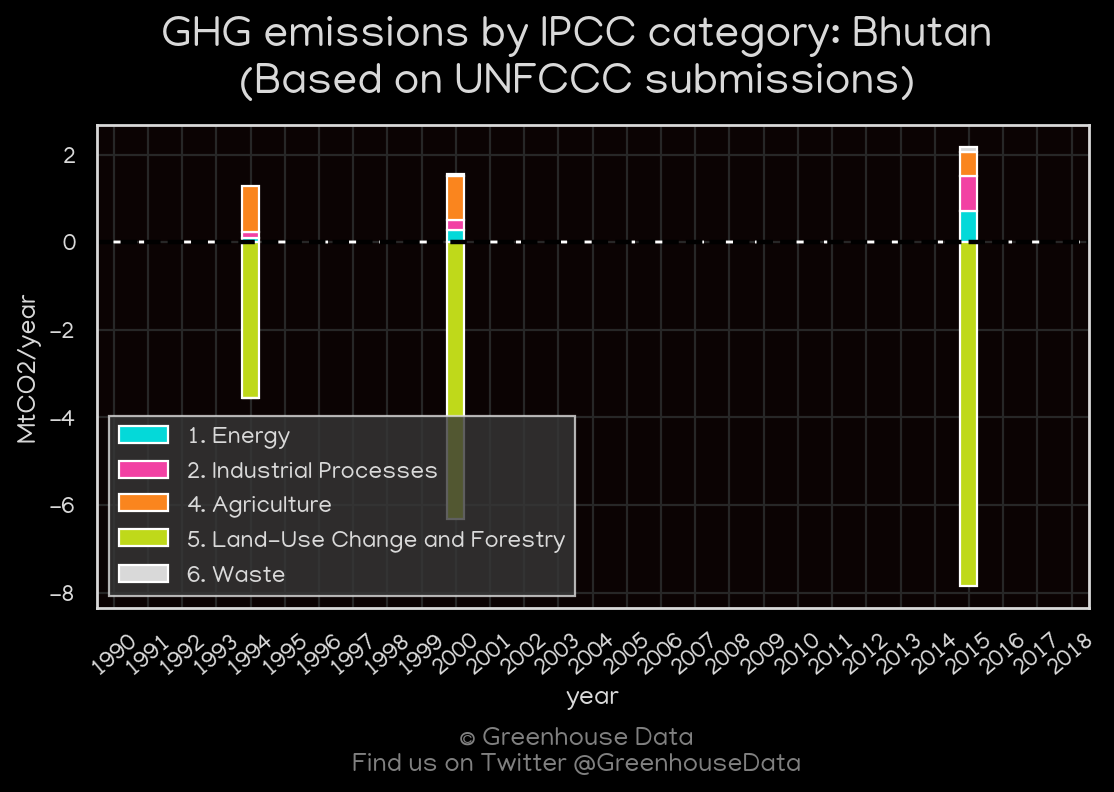 GHG emissions by IPCC category: Bhutan
(Based on UNFCCC submissions)
MtCO2/year
2
0
−2
−4
−6
−8
1. Energy
2. Industrial Processes
4. Agriculture
5. Land-Use Change and Forestry
6. Waste
1990 1991 1992 1993 1994 1995 1996 1997 1998 1999 2000 2001 2002 2003 2004 2005 2006 2007 2008 2009 2010 2011 2012 2013 2014 2015 2016 2017 2018
year
© Greenhouse Data
Find us on Twitter @GreenhouseData